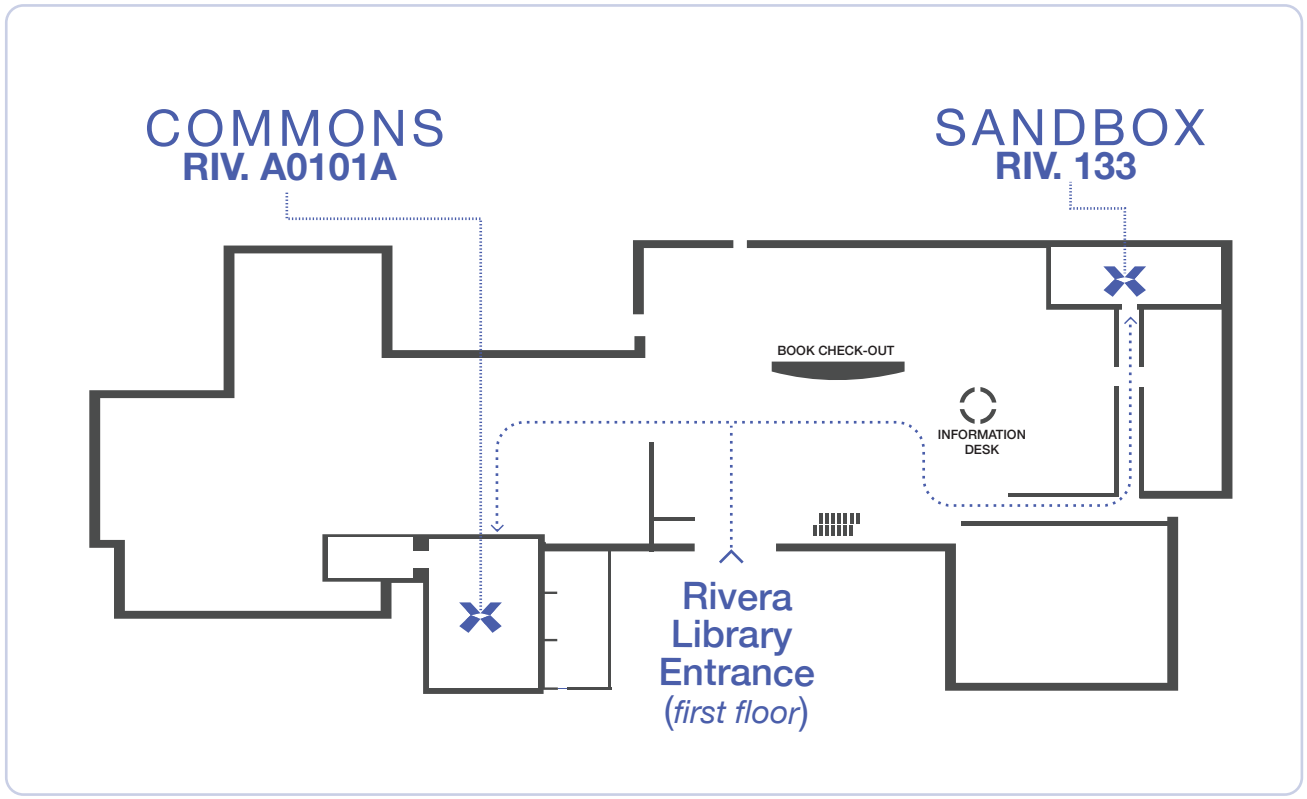 COMMONS
RIV. A0101A
SANDBOX
RIV. 133
BOOK CHECK-OUT
INFORMATION
DESK
Rivera
Library
Entrance
(first floor)